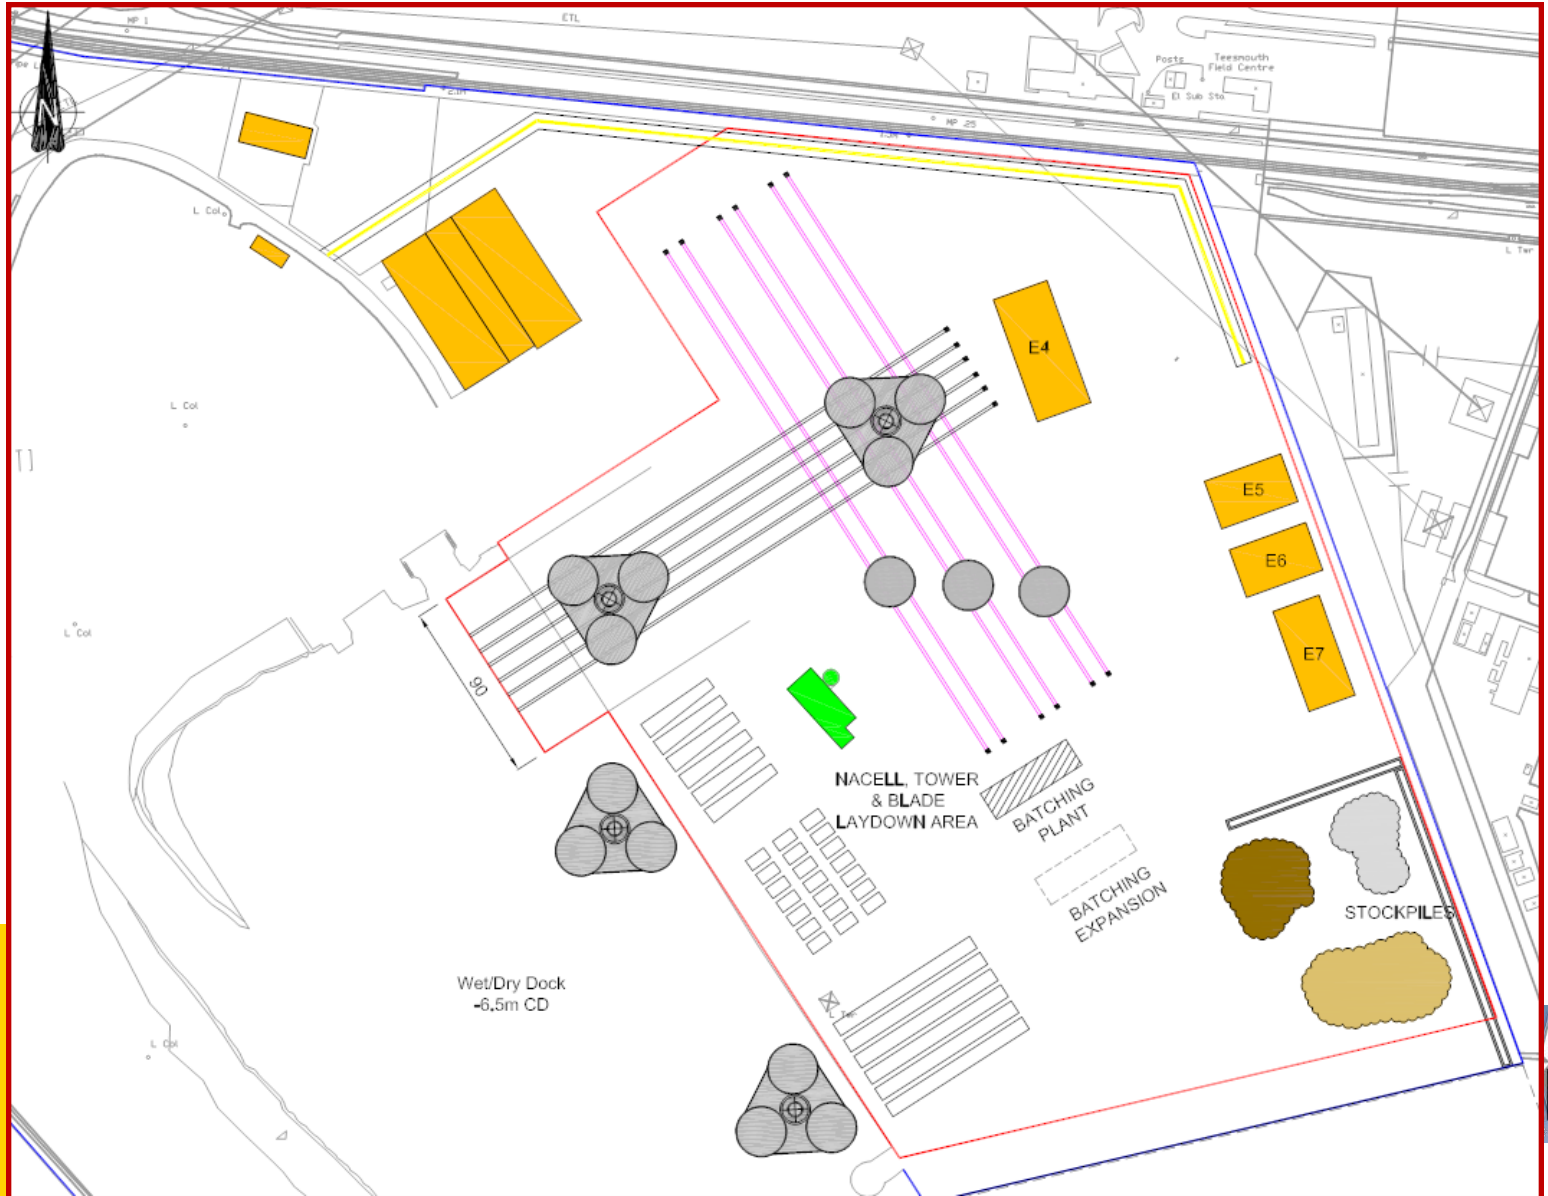 ETL
MP 1
Posts
Teesmouth
Field Centre
El Sub Sta
2.1m
MP .25
N
L Col
L Twr
E4
L Col
E5
E6
L Col
E7
90
NACELL, TOWER
& BLADE
LAYDOWN AREA
BATCHING
PLANT
BATCHING
EXPANSION
STOCKPILES
Wet/Dry Dock
-6.5m CD
L Twr
L Col